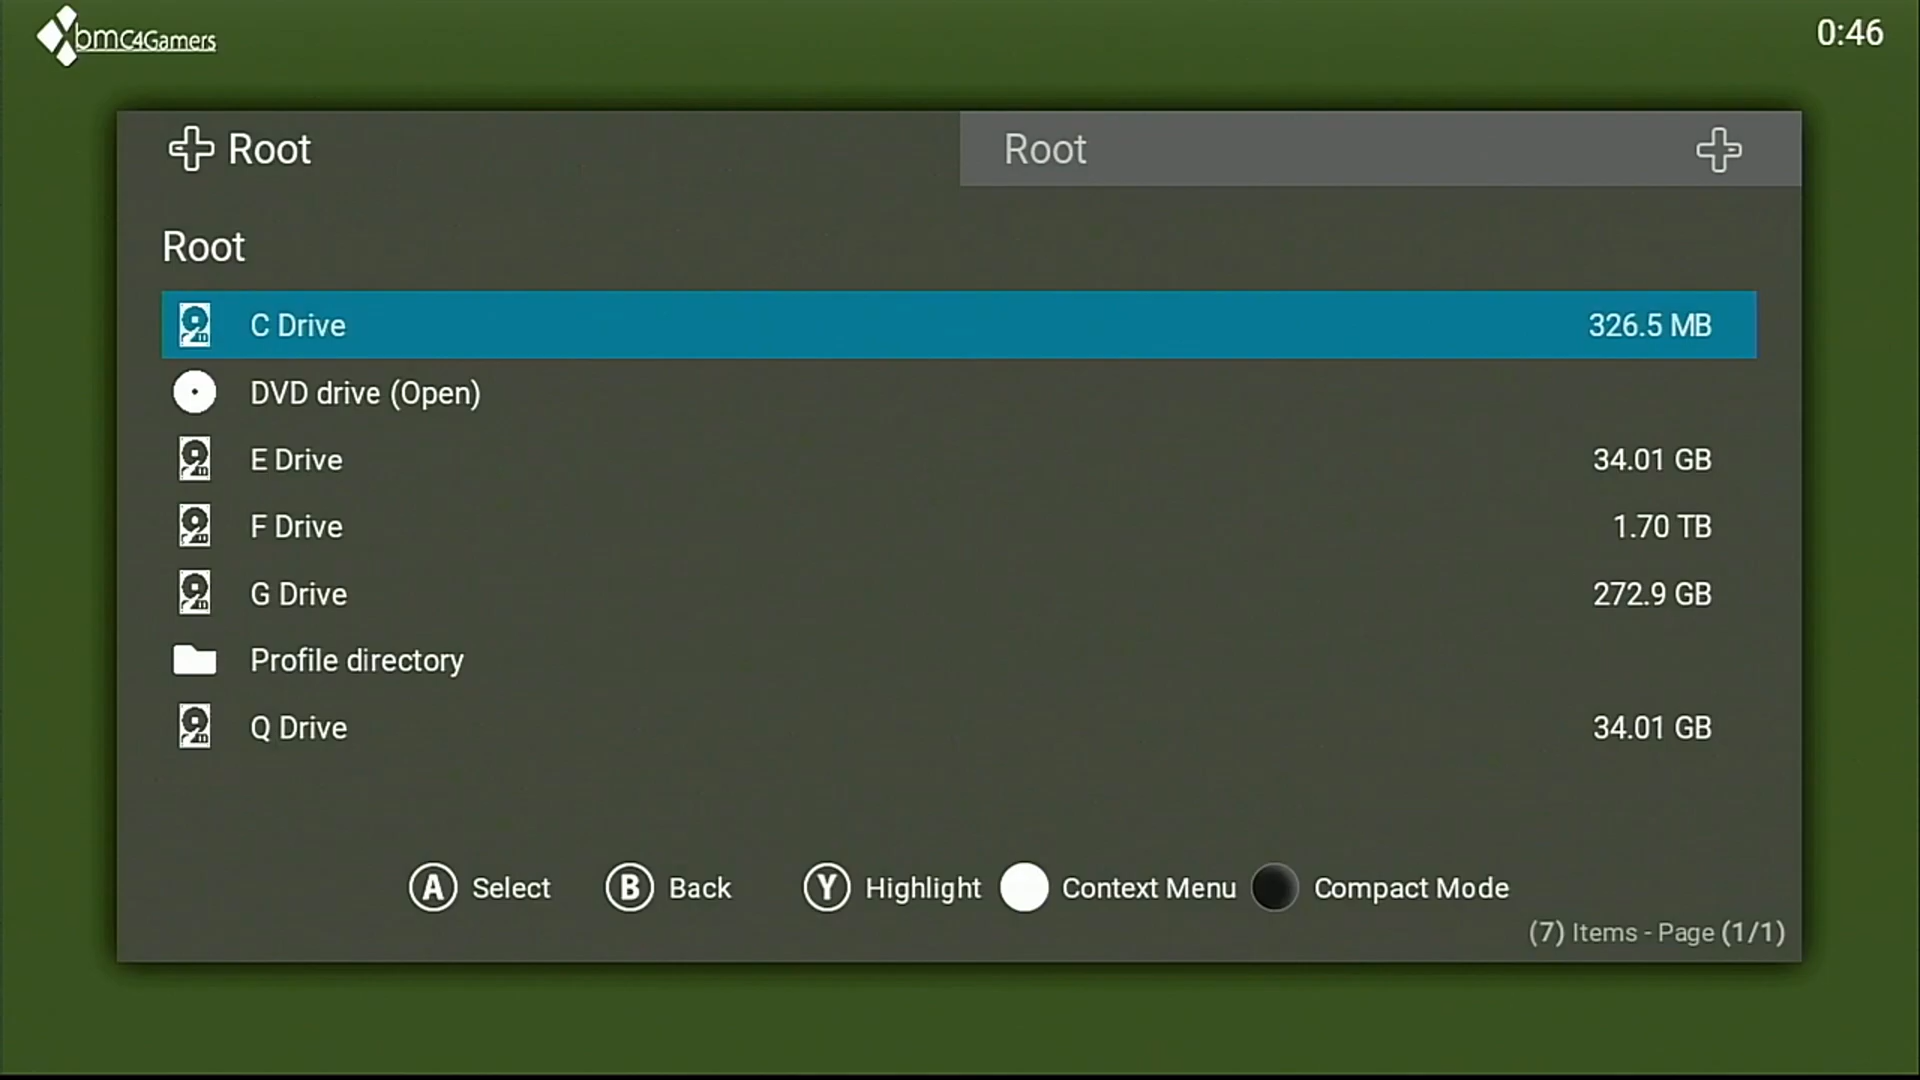 bmc4Gamers
0:46
Root
Root
Root
C Drive 326.5 MB
DVD drive (Open)
E Drive 34.01 GB
F Drive 1.70 TB
G Drive 272.9 GB
Profile directory
Q Drive 34.01 GB
A Select B Back Y Highlight Context Menu Compact Mode
(7) Items - Page (1/1)